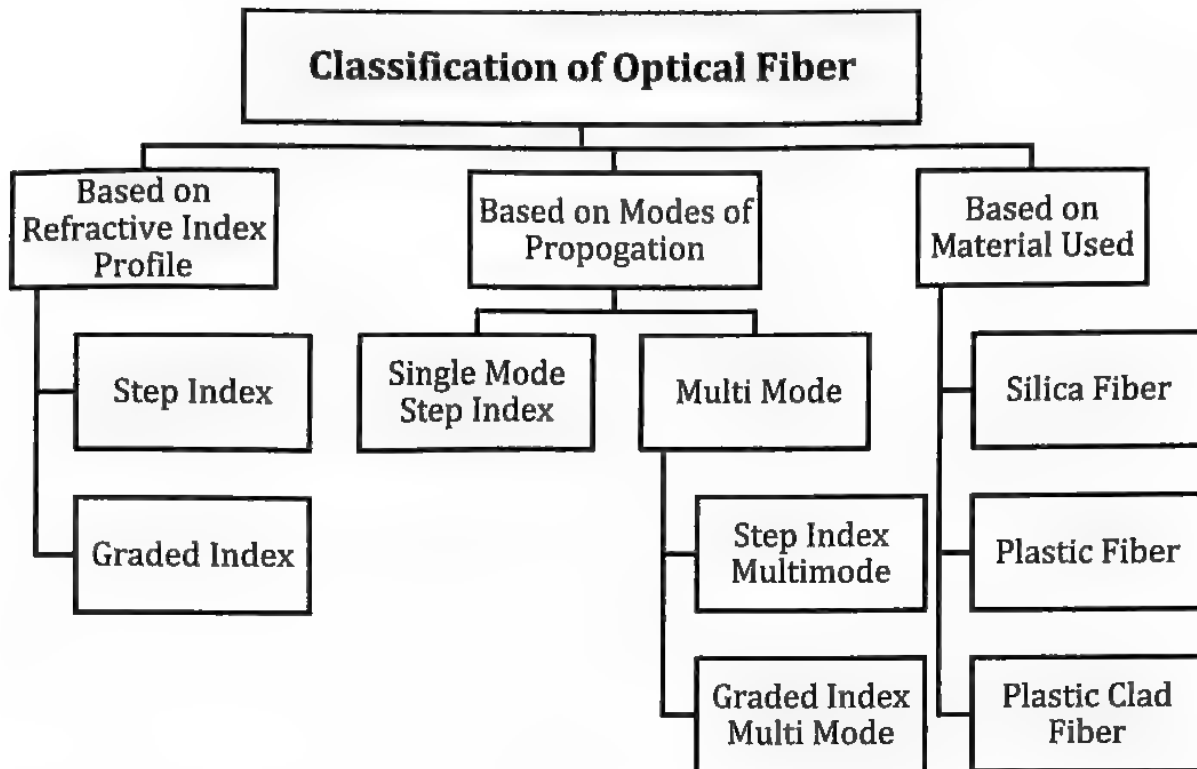 Classification of Optical Fiber
Based on
Refractive Index
Profile
Based on Modes of
Propogation
Based on
Material Used
Step Index
Single Mode
Step Index
Multi Mode
Silica Fiber
Graded Index
Step Index
Multimode
Plastic Fiber
Graded Index
Multi Mode
Plastic Clad
Fiber